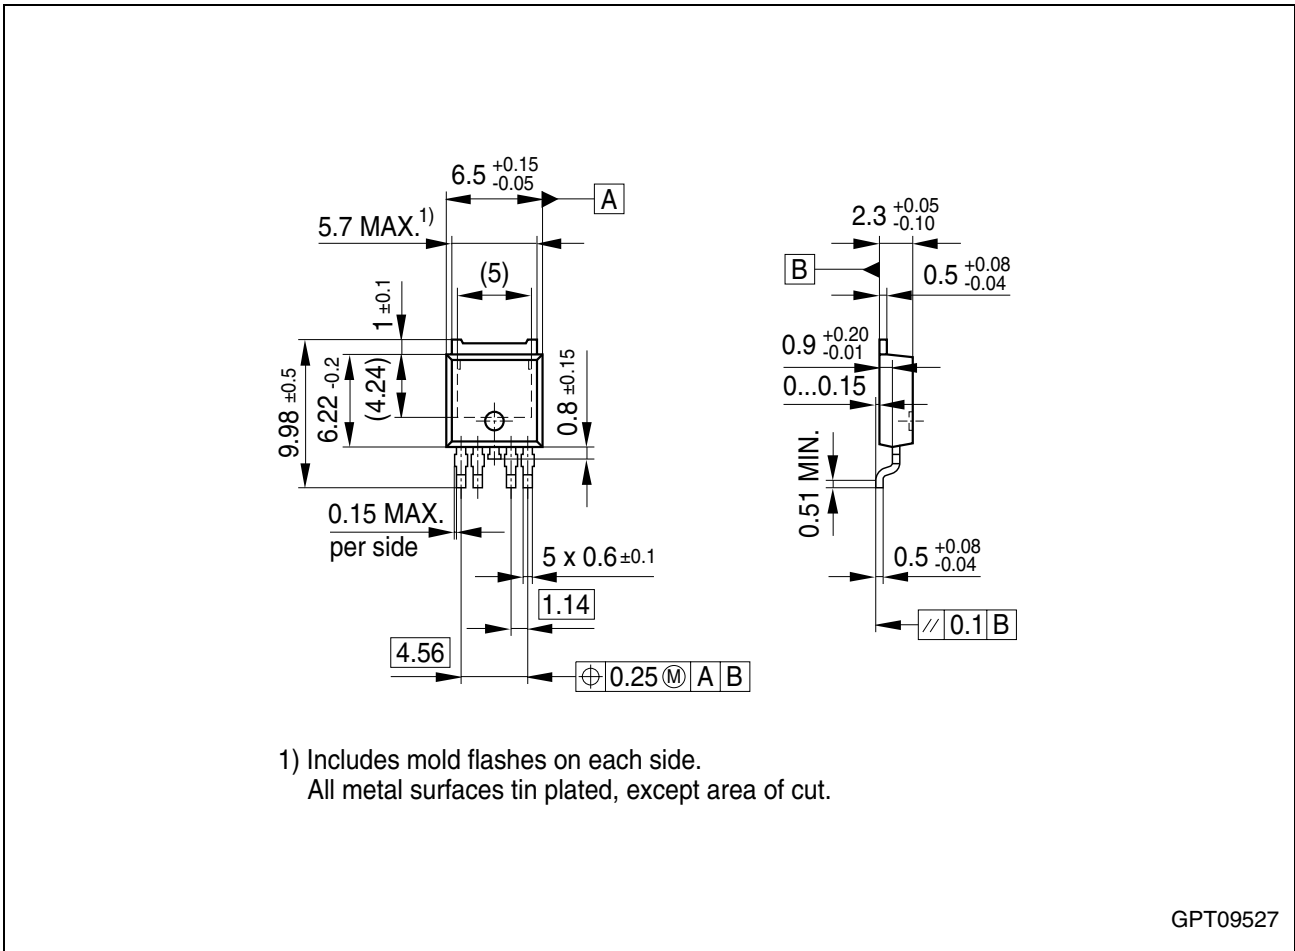 6.5 +0.15 -0.05
A
5.7 MAX.1)
(5)
1 ±0.1
9.98 ±0.5
6.22 -0.2
(4.24)
0.8 ±0.15
0.15 MAX.
per side
5 x 0.6 ±0.1
1.14
4.56
⌖ 0.25 Ⓜ A B
2.3 +0.05 -0.10
B
0.5 +0.08 -0.04
0.9 +0.20 -0.01
0...0.15
0.51 MIN.
0.5 +0.08 -0.04
// 0.1 B
1) Includes mold flashes on each side.
All metal surfaces tin plated, except area of cut.
GPT09527